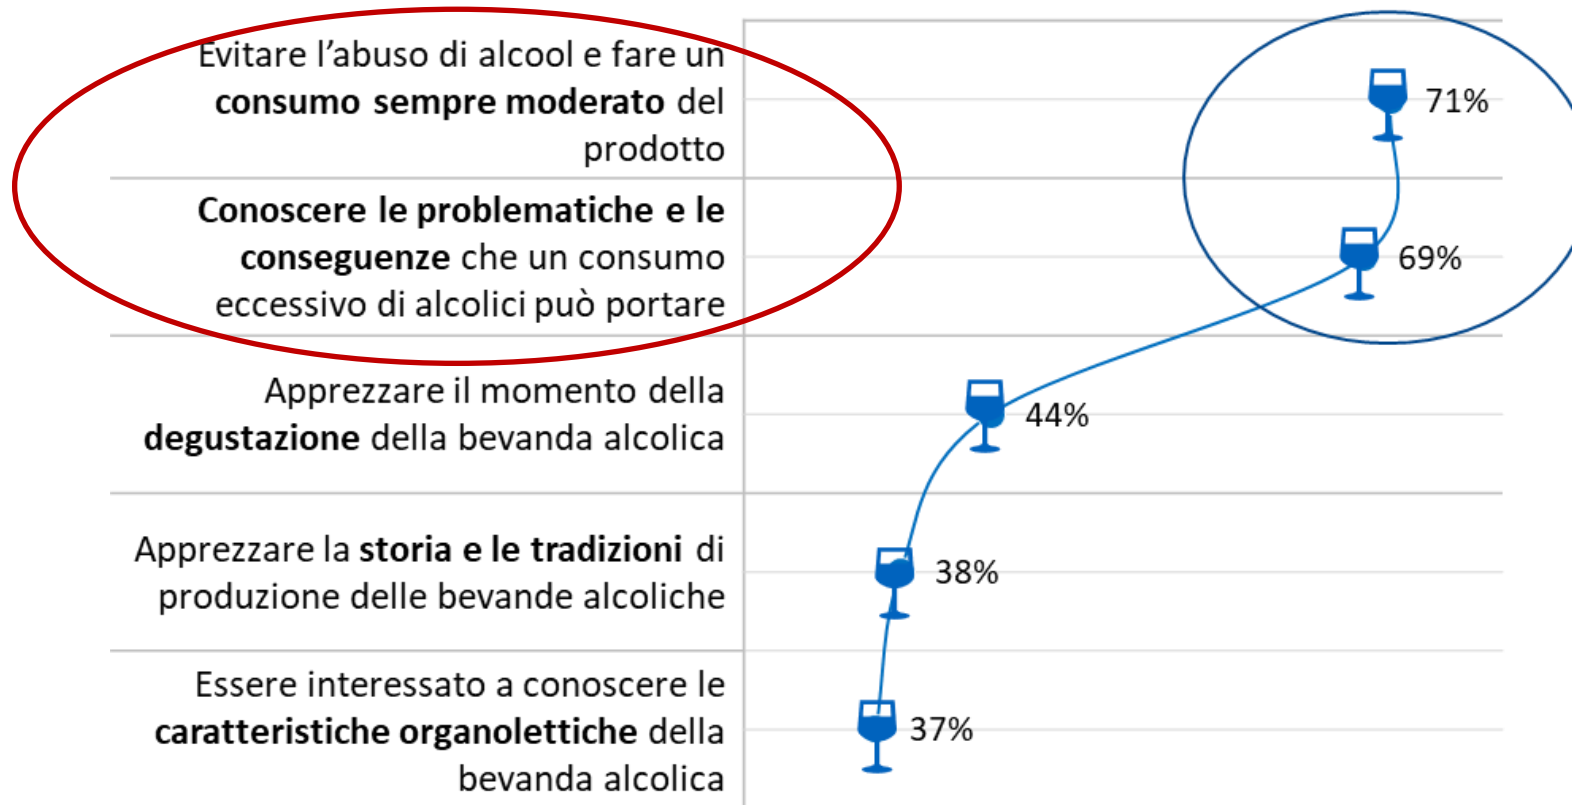 Evitare l'abuso di alcool e fare un
consumo sempre moderato del
prodotto
71%
Conoscere le problematiche e le
conseguenze che un consumo
eccessivo di alcolici può portare
69%
Apprezzare il momento della
degustazione della bevanda alcolica
44%
Apprezzare la storia e le tradizioni di
produzione delle bevande alcoliche
38%
Essere interessato a conoscere le
caratteristiche organolettiche della
bevanda alcolica
37%